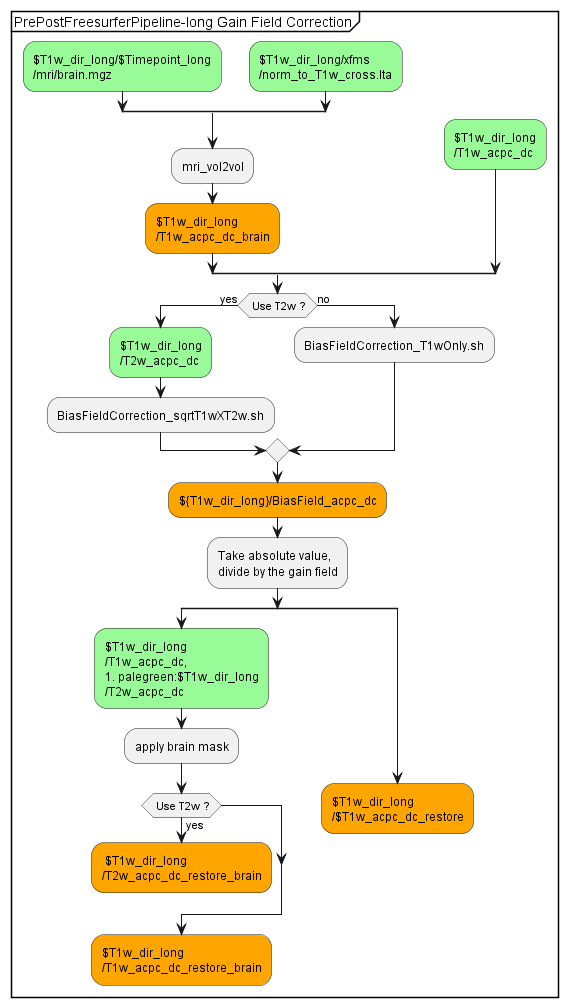 PrePostFreesurferPipeline-long Gain Field Correction
$T1w_dir_long/$Timepoint_long
/mri/brain.mgz
$T1w_dir_long/xfms
/norm_to_T1w_cross.lta
$T1w_dir_long
/T1w_acpc_dc
mri_vol2vol
$T1w_dir_long
/T1w_acpc_dc_brain
yes
Use T2w ?
no
$T1w_dir_long
/T2w_acpc_dc
BiasFieldCorrection_T1wOnly.sh
BiasFieldCorrection_sqrtT1wXT2w.sh
${T1w_dir_long}/BiasField_acpc_dc
Take absolute value,
divide by the gain field
$T1w_dir_long
/T1w_acpc_dc,
1. palegreen:$T1w_dir_long
/T2w_acpc_dc
apply brain mask
Use T2w ?
yes
$T1w_dir_long
/$T1w_acpc_dc_restore
$T1w_dir_long
/T2w_acpc_dc_restore_brain
$T1w_dir_long
/T1w_acpc_dc_restore_brain